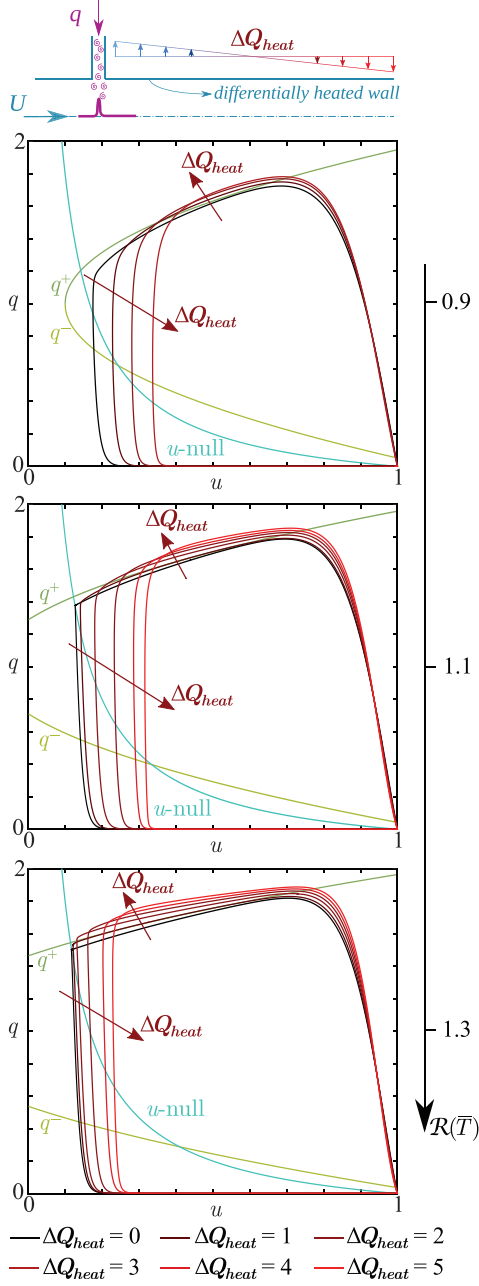 q
ΔQ_heat
differentially heated wall
U
2
ΔQ_heat
q⁺
q
ΔQ_heat
0.9
q⁻
u-null
0
0
u
1
2
ΔQ_heat
q⁺
q
1.1
ΔQ_heat
q⁻
u-null
0
0
u
1
2
ΔQ_heat
q⁺
q
ΔQ_heat
1.3
u-null
q⁻
R(T̅)
0
0
u
1
ΔQ_heat = 0 ΔQ_heat = 1 ΔQ_heat = 2
ΔQ_heat = 3 ΔQ_heat = 4 ΔQ_heat = 5